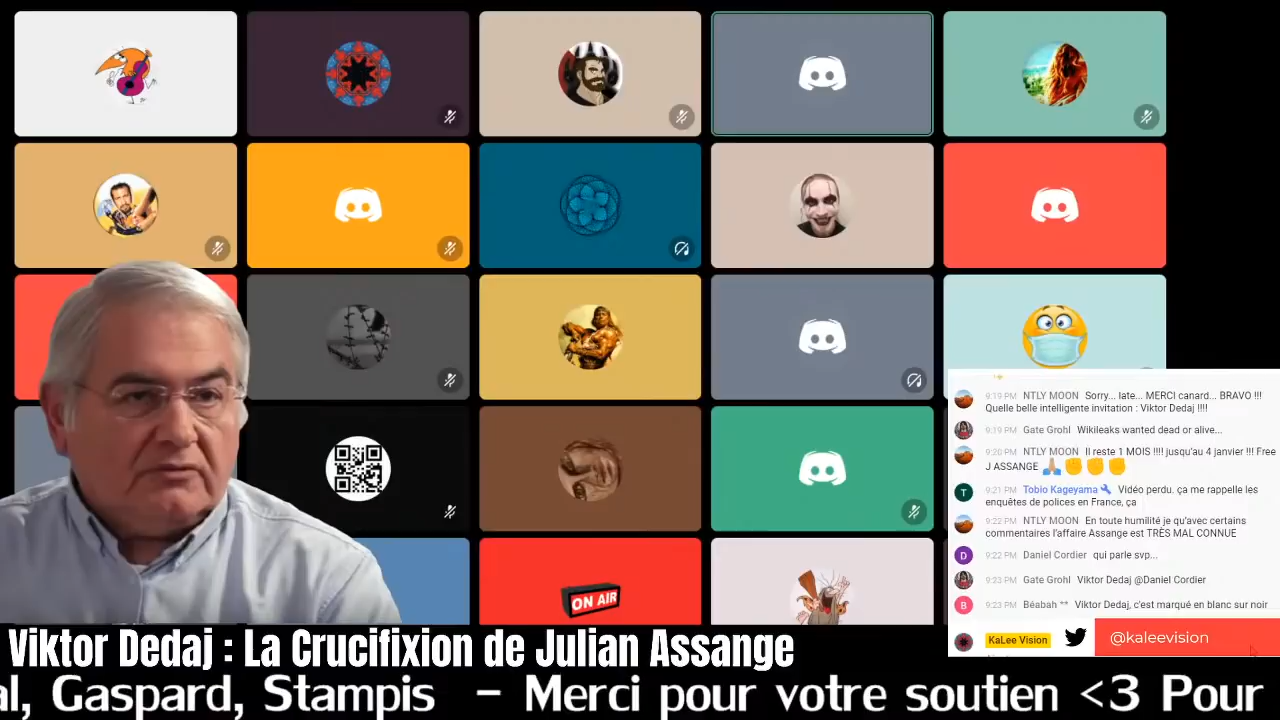 ON AIR
9:19 PM NTLY MOON Sorry... late... MERCI canard... BRAVO !!!
Quelle belle intelligente invitation : Viktor Dedaj !!!!
9:19 PM Gate Grohl Wikileaks wanted dead or alive...
9:20 PM NTLY MOON Il reste 1 MOIS !!!! jusqu'au 4 janvier !!! Free
J ASSANGE 🙏🏼✊✊✊
T 9:21 PM Tobio Kageyama 🔧 Vidéo perdu. ça me rappelle les
enquêtes de polices en France, ça
9:22 PM NTLY MOON En toute humilité je qu'avec certains
commentaires l'affaire Assange est TRÈS MAL CONNUE
D 9:22 PM Daniel Cordier qui parle svp...
9:23 PM Gate Grohl Viktor Dedaj @Daniel Cordier
B 9:23 PM Béabah ** Viktor Dedaj, c'est marqué en blanc sur noir
KaLee Vision @kaleevision
Viktor Dedaj : La Crucifixion de Julian Assange
al, Gaspard, Stampis – Merci pour votre soutien <3 Pour